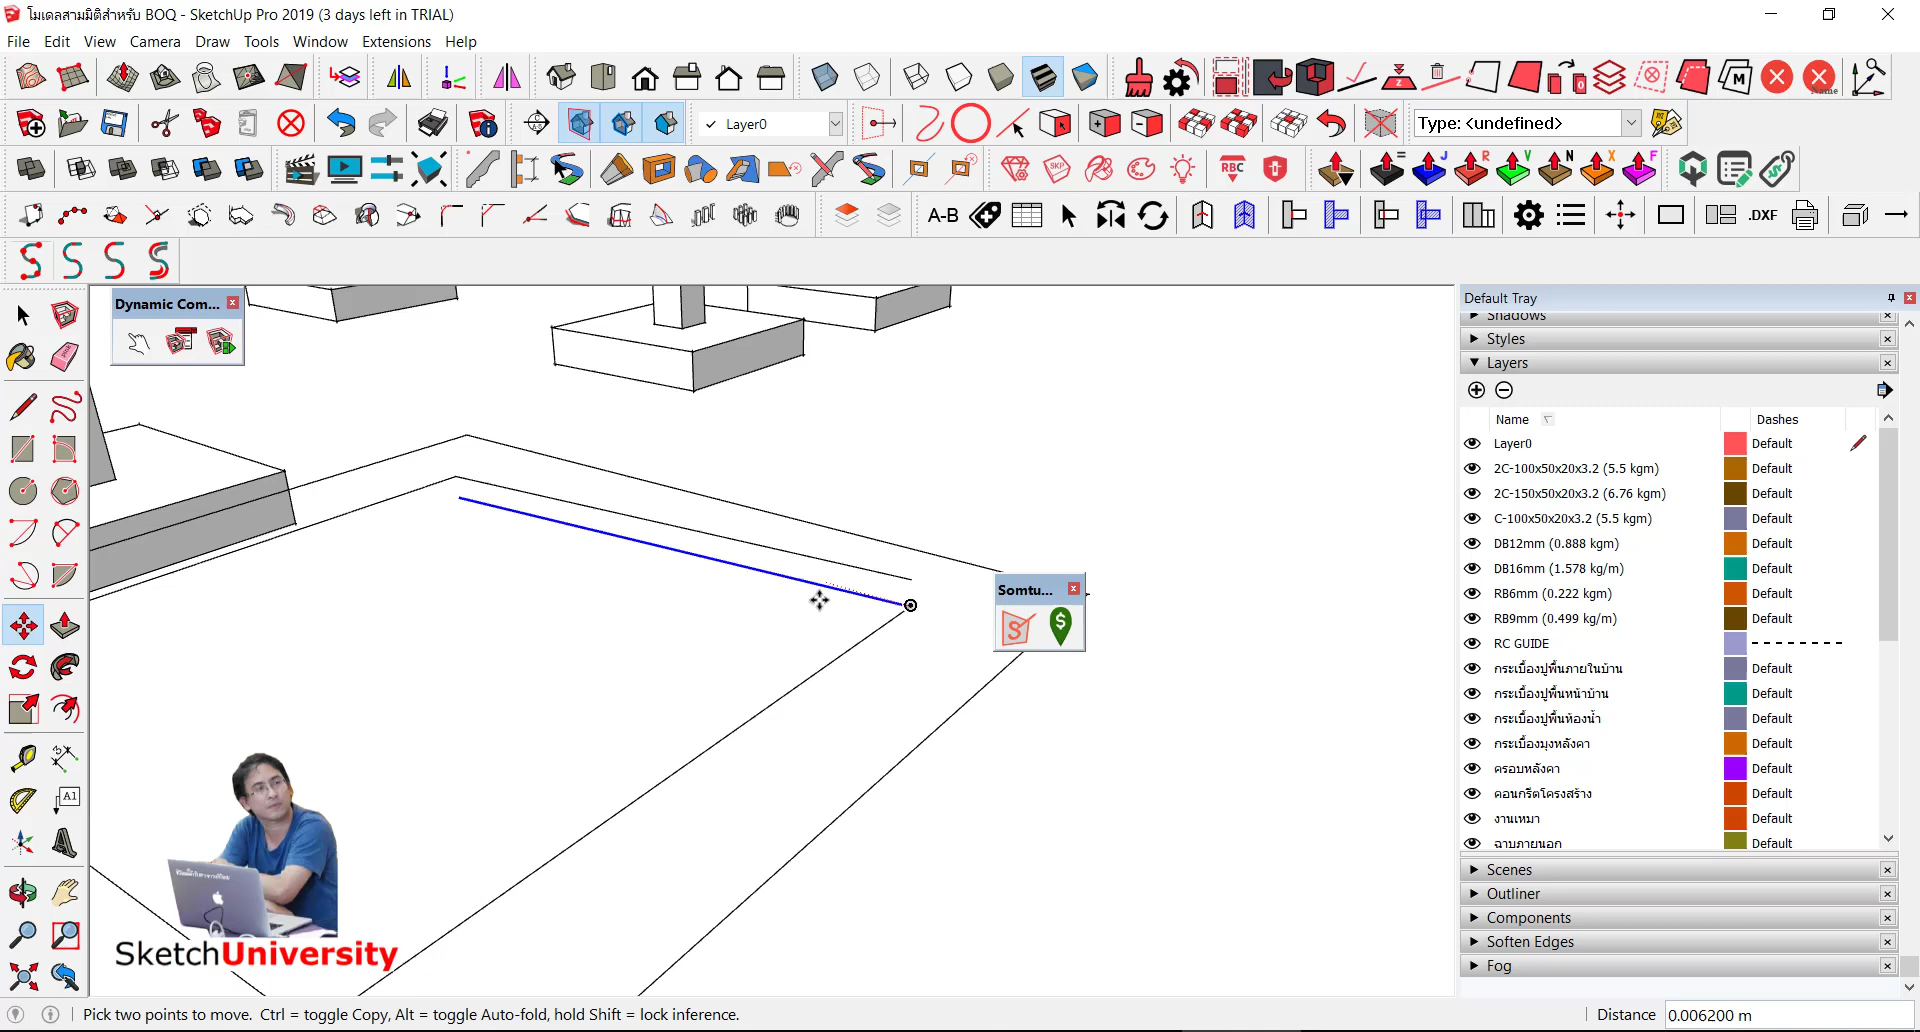 โมเดลสามมิติสำหรับ BOQ - SketchUp Pro 2019 (3 days left in TRIAL)
File Edit View Camera Draw Tools Window Extensions Help
Name
Layer0
Type: <undefined>
RBC
A-B
.DXF
Dynamic Com...
Default Tray
Shadows
Styles
Layers
Name Dashes
Layer0 Default
2C-100x50x20x3.2 (5.5 kgm) Default
2C-150x50x20x3.2 (6.76 kgm) Default
C-100x50x20x3.2 (5.5 kgm) Default
DB12mm (0.888 kgm) Default
DB16mm (1.578 kg/m) Default
RB6mm (0.222 kgm) Default
RB9mm (0.499 kg/m) Default
RC GUIDE
กระเบื้องปูพื้นภายในบ้าน Default
กระเบื้องปูพื้นหน้าบ้าน Default
กระเบื้องปูพื้นห้องน้ำ Default
กระเบื้องมุงหลังคา Default
ครอบหลังคา Default
คอนกรีตโครงสร้าง Default
งานเหมา Default
ฉาบภายนอก Default
Somtu...
Scenes
Outliner
Components
Soften Edges
Fog
SketchUniversity
Pick two points to move. Ctrl = toggle Copy, Alt = toggle Auto-fold, hold Shift = lock inference.
Distance 0.006200 m